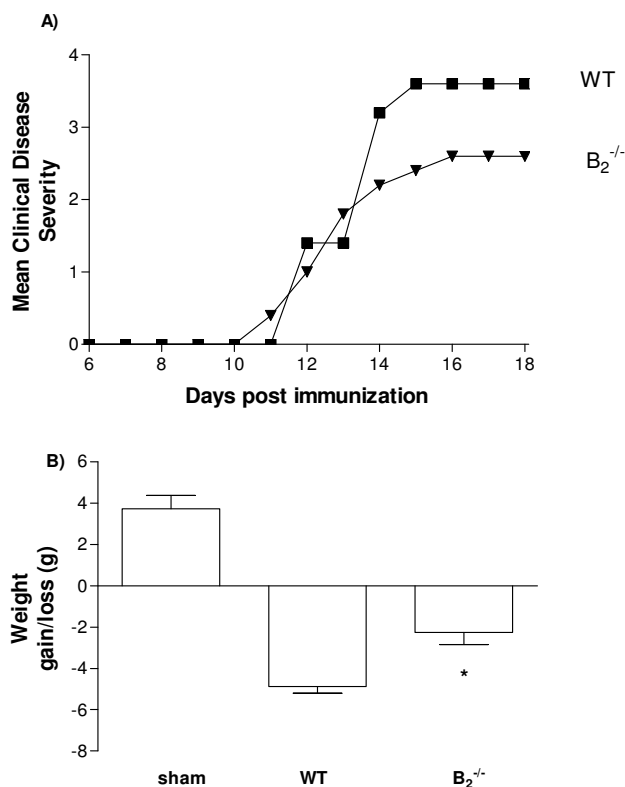 A)
4
3
2
1
0
Mean Clinical Disease
Severity
WT
B₂⁻/⁻
6 8 10 12 14 16 18
Days post immunization
B)
6
4
2
0
-2
-4
-6
-8
Weight
gain/loss (g)
*
sham WT B₂⁻/⁻